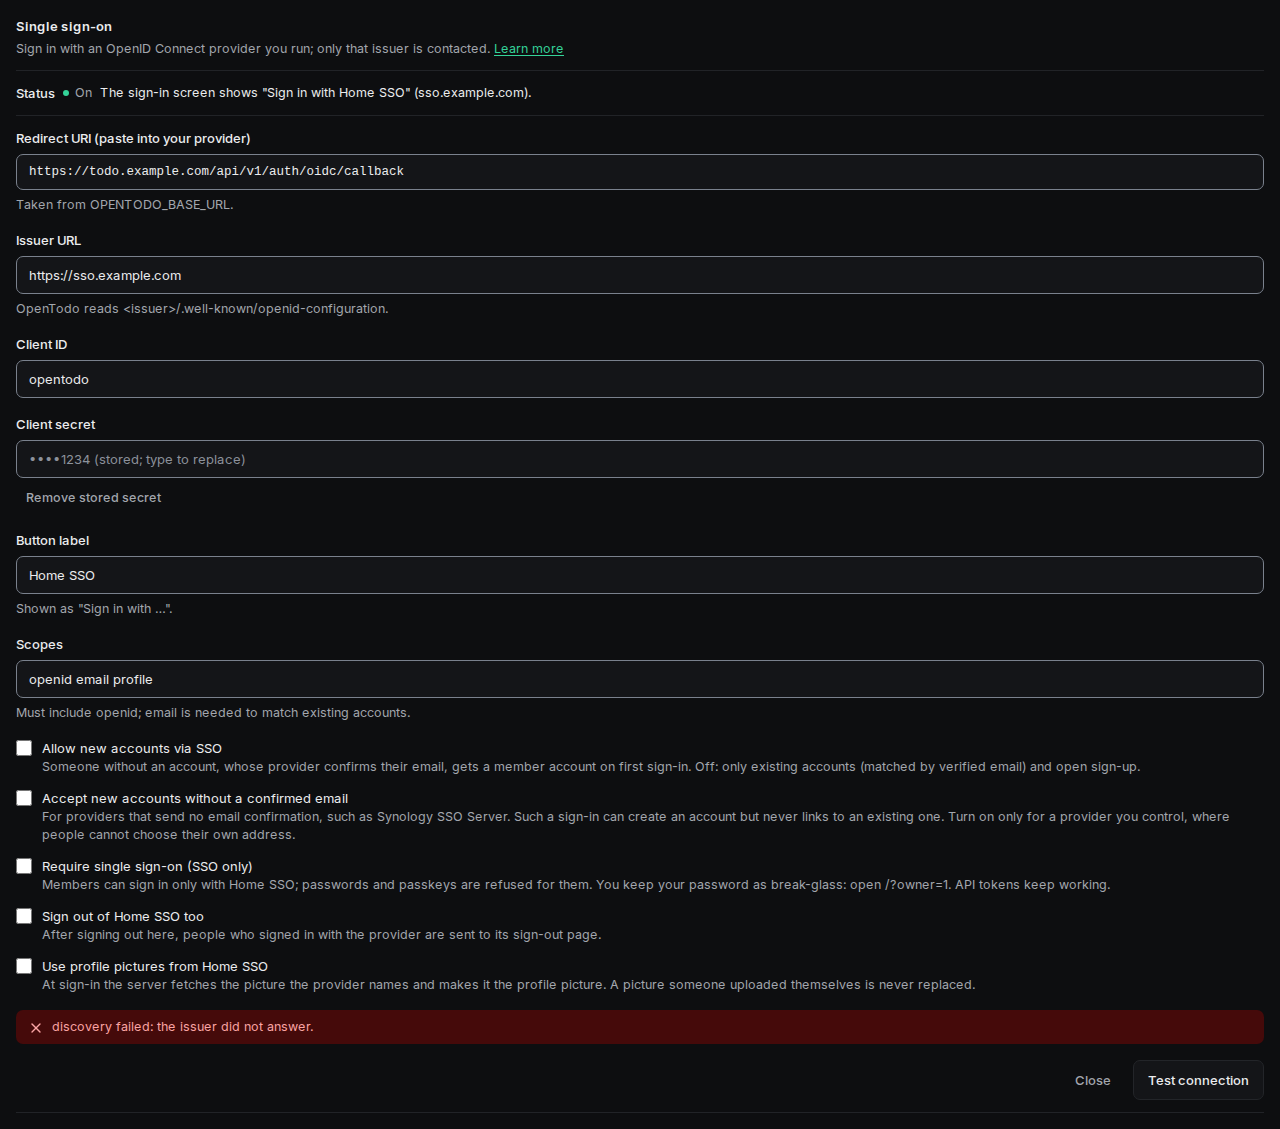 Single sign-on
Sign in with an OpenID Connect provider you run; only that issuer is contacted. Learn more
Status On The sign-in screen shows "Sign in with Home SSO" (sso.example.com).
Redirect URI (paste into your provider)
https://todo.example.com/api/v1/auth/oidc/callback
Taken from OPENTODO_BASE_URL.
Issuer URL
https://sso.example.com
OpenTodo reads <issuer>/.well-known/openid-configuration.
Client ID
opentodo
Client secret
••••1234 (stored; type to replace)
Remove stored secret
Button label
Home SSO
Shown as "Sign in with ...".
Scopes
openid email profile
Must include openid; email is needed to match existing accounts.
Allow new accounts via SSO
Someone without an account, whose provider confirms their email, gets a member account on first sign-in. Off: only existing accounts (matched by verified email) and open sign-up.
Accept new accounts without a confirmed email
For providers that send no email confirmation, such as Synology SSO Server. Such a sign-in can create an account but never links to an existing one. Turn on only for a provider you control, where
people cannot choose their own address.
Require single sign-on (SSO only)
Members can sign in only with Home SSO; passwords and passkeys are refused for them. You keep your password as break-glass: open /?owner=1. API tokens keep working.
Sign out of Home SSO too
After signing out here, people who signed in with the provider are sent to its sign-out page.
Use profile pictures from Home SSO
At sign-in the server fetches the picture the provider names and makes it the profile picture. A picture someone uploaded themselves is never replaced.
discovery failed: the issuer did not answer.
Close Test connection